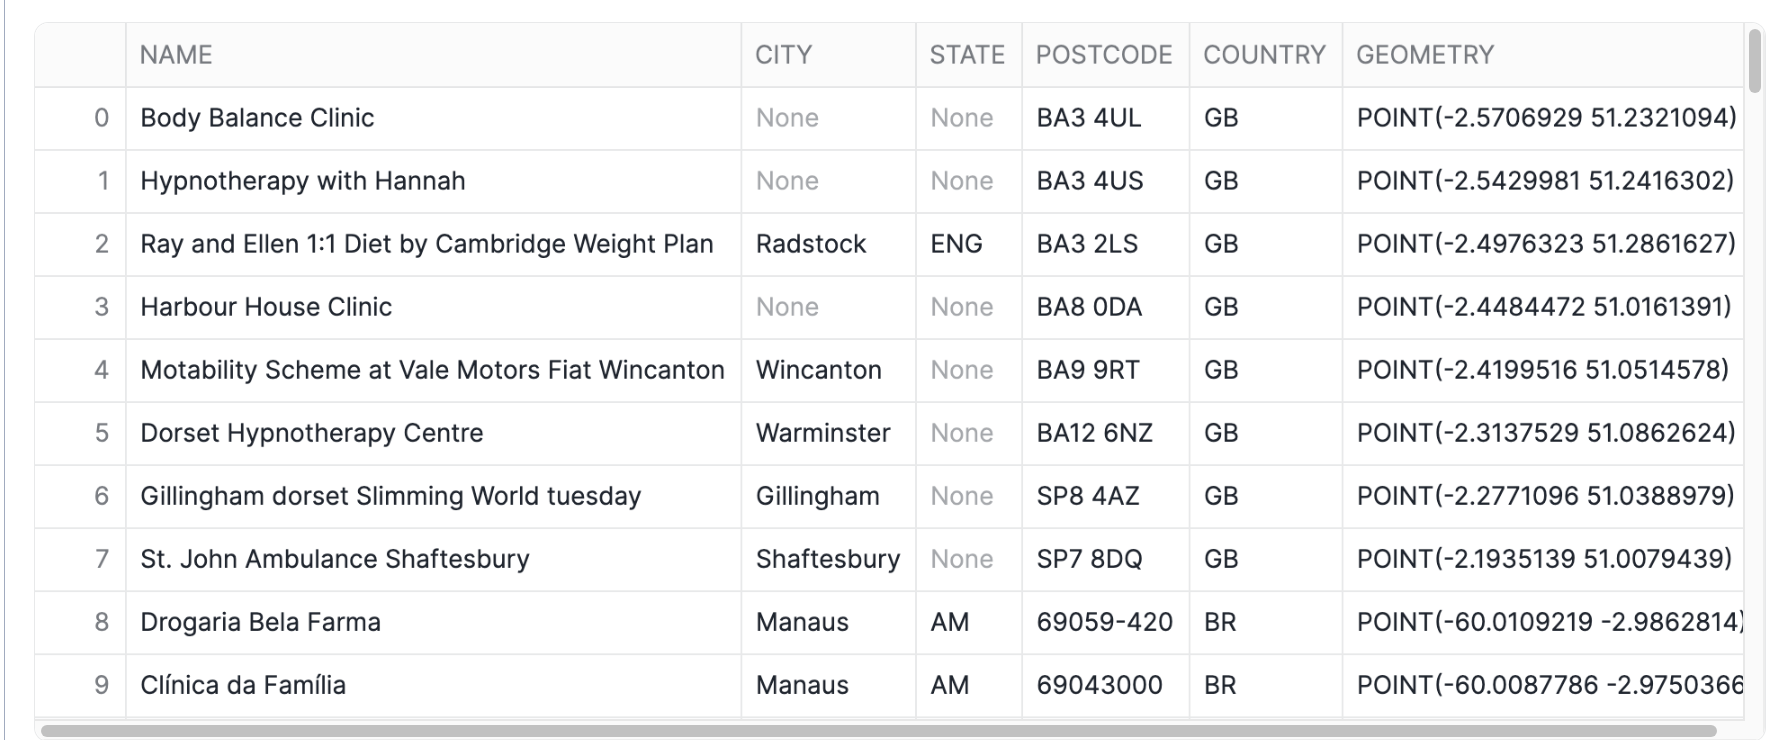 NAME CITY STATE POSTCODE COUNTRY GEOMETRY
0 Body Balance Clinic None None BA3 4UL GB POINT(-2.5706929 51.2321094)
1 Hypnotherapy with Hannah None None BA3 4US GB POINT(-2.5429981 51.2416302)
2 Ray and Ellen 1:1 Diet by Cambridge Weight Plan Radstock ENG BA3 2LS GB POINT(-2.4976323 51.2861627)
3 Harbour House Clinic None None BA8 0DA GB POINT(-2.4484472 51.0161391)
4 Motability Scheme at Vale Motors Fiat Wincanton Wincanton None BA9 9RT GB POINT(-2.4199516 51.0514578)
5 Dorset Hypnotherapy Centre Warminster None BA12 6NZ GB POINT(-2.3137529 51.0862624)
6 Gillingham dorset Slimming World tuesday Gillingham None SP8 4AZ GB POINT(-2.2771096 51.0388979)
7 St. John Ambulance Shaftesbury Shaftesbury None SP7 8DQ GB POINT(-2.1935139 51.0079439)
8 Drogaria Bela Farma Manaus AM 69059-420 BR POINT(-60.0109219 -2.9862814)
9 Clínica da Família Manaus AM 69043000 BR POINT(-60.0087786 -2.9750366